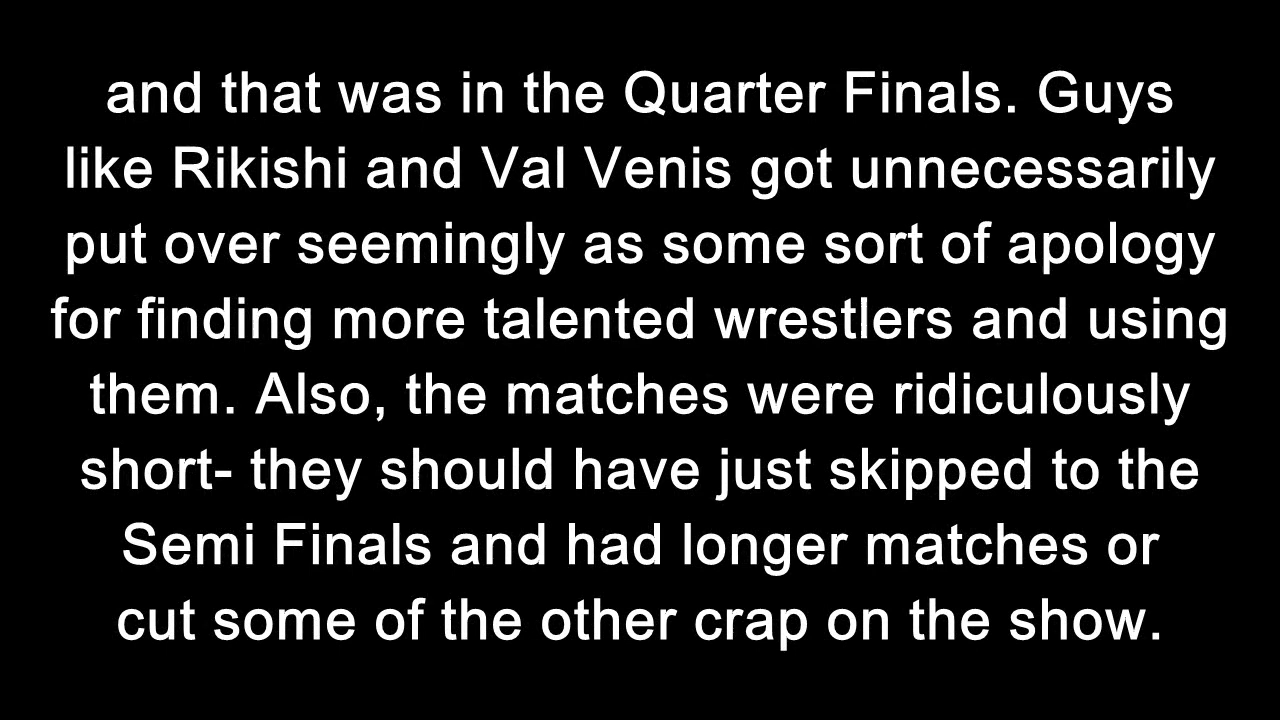 and that was in the Quarter Finals. Guys
like Rikishi and Val Venis got unnecessarily
put over seemingly as some sort of apology
for finding more talented wrestlers and using
them. Also, the matches were ridiculously
short- they should have just skipped to the
Semi Finals and had longer matches or
cut some of the other crap on the show.